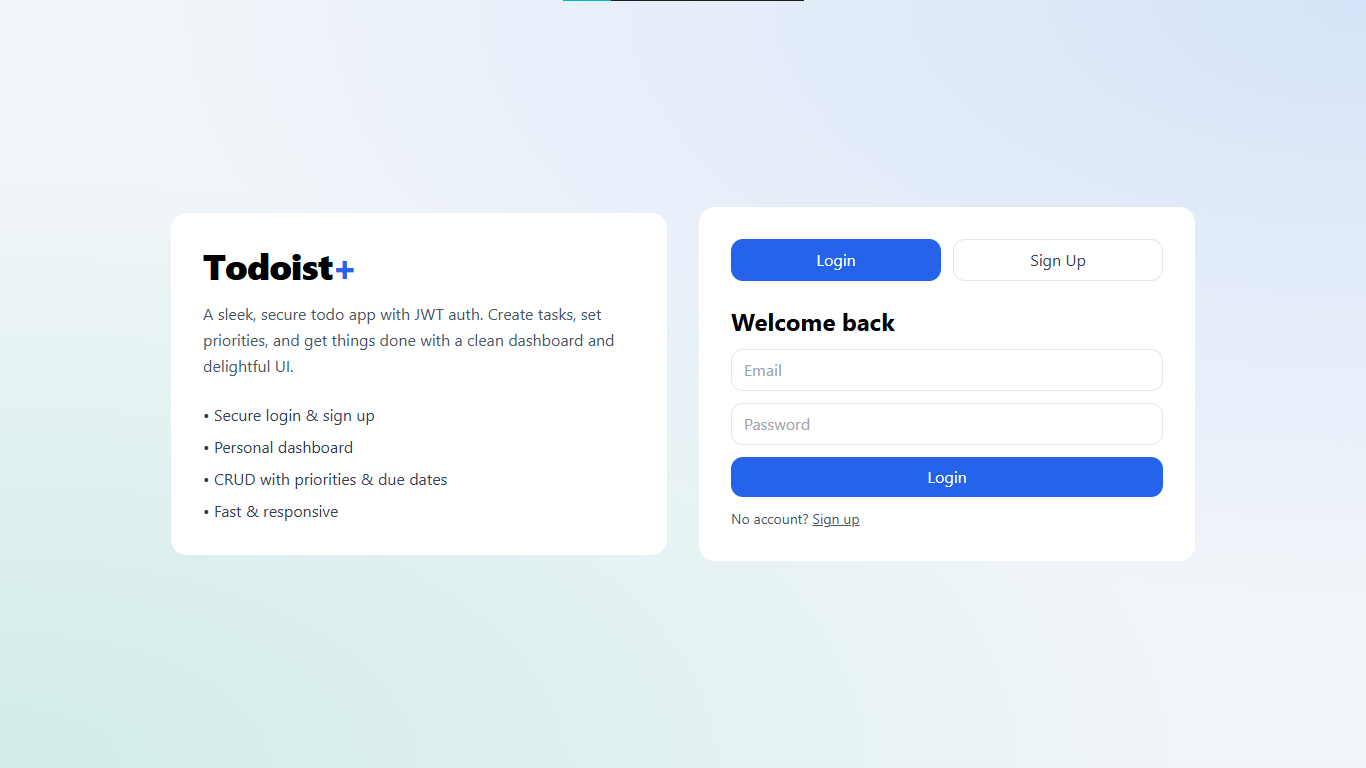 Todoist+
A sleek, secure todo app with JWT auth. Create tasks, set
priorities, and get things done with a clean dashboard and
delightful UI.
• Secure login & sign up
• Personal dashboard
• CRUD with priorities & due dates
• Fast & responsive
Login
Sign Up
Welcome back
Email
Password
Login
No account? Sign up